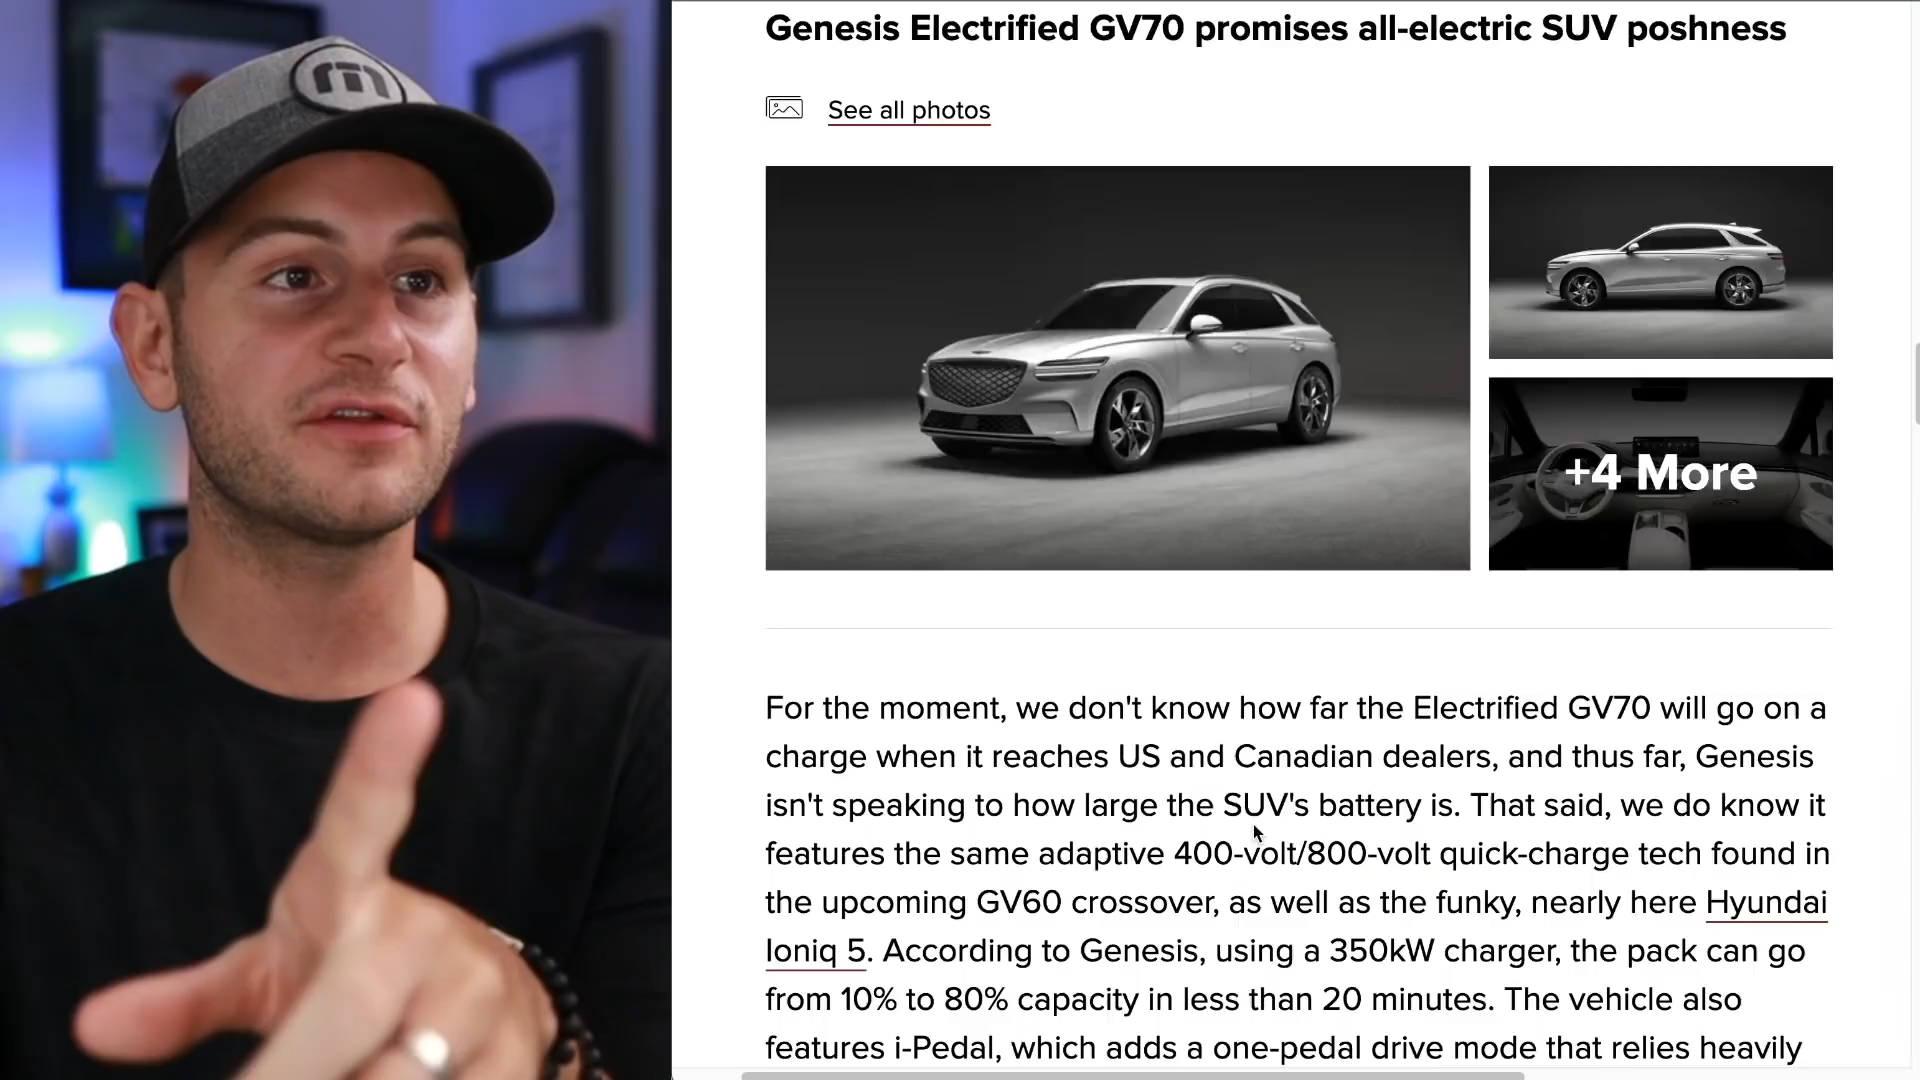 Genesis Electrified GV70 promises all-electric SUV poshness
See all photos
+4 More
For the moment, we don't know how far the Electrified GV70 will go on a
charge when it reaches US and Canadian dealers, and thus far, Genesis
isn't speaking to how large the SUV's battery is. That said, we do know it
features the same adaptive 400-volt/800-volt quick-charge tech found in
the upcoming GV60 crossover, as well as the funky, nearly here Hyundai
Ioniq 5. According to Genesis, using a 350kW charger, the pack can go
from 10% to 80% capacity in less than 20 minutes. The vehicle also
features i-Pedal, which adds a one-pedal drive mode that relies heavily